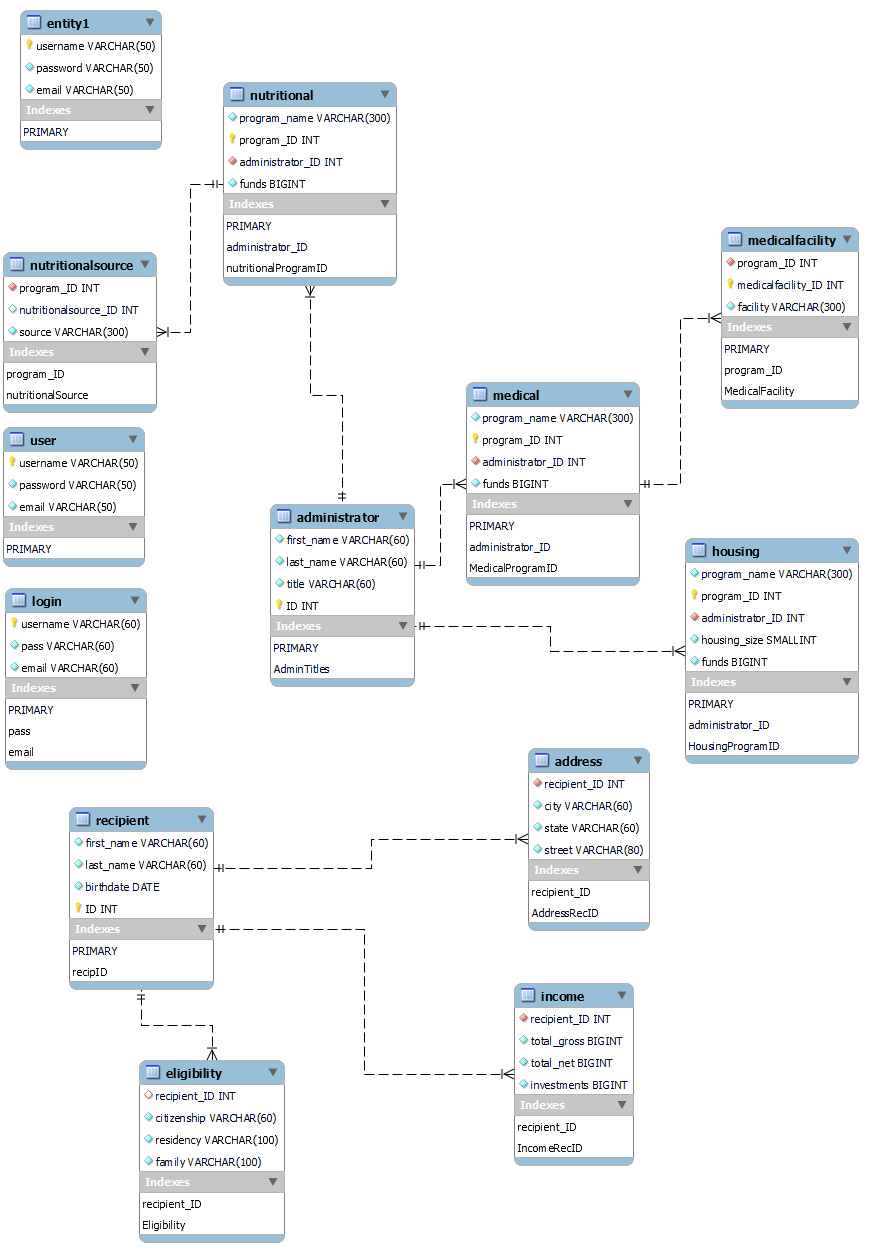 entity1
username VARCHAR(50)
password VARCHAR(50)
email VARCHAR(50)
Indexes
PRIMARY
nutritional
program_name VARCHAR(300)
program_ID INT
administrator_ID INT
funds BIGINT
Indexes
PRIMARY
administrator_ID
nutritionalProgramID
nutritionalsource
program_ID INT
nutritionalsource_ID INT
source VARCHAR(300)
Indexes
program_ID
nutritionalSource
medicalfacility
program_ID INT
medicalfacility_ID INT
facility VARCHAR(300)
Indexes
PRIMARY
program_ID
MedicalFacility
medical
program_name VARCHAR(300)
program_ID INT
administrator_ID INT
funds BIGINT
Indexes
PRIMARY
administrator_ID
MedicalProgramID
user
username VARCHAR(50)
password VARCHAR(50)
email VARCHAR(50)
Indexes
PRIMARY
administrator
first_name VARCHAR(60)
last_name VARCHAR(60)
title VARCHAR(60)
ID INT
Indexes
PRIMARY
AdminTitles
housing
program_name VARCHAR(300)
program_ID INT
administrator_ID INT
housing_size SMALLINT
funds BIGINT
Indexes
PRIMARY
administrator_ID
HousingProgramID
login
username VARCHAR(60)
pass VARCHAR(60)
email VARCHAR(60)
Indexes
PRIMARY
pass
email
address
recipient_ID INT
city VARCHAR(60)
state VARCHAR(60)
street VARCHAR(80)
Indexes
recipient_ID
AddressRecID
recipient
first_name VARCHAR(60)
last_name VARCHAR(60)
birthdate DATE
ID INT
Indexes
PRIMARY
recipID
income
recipient_ID INT
total_gross BIGINT
total_net BIGINT
investments BIGINT
Indexes
recipient_ID
IncomeRecID
eligibility
recipient_ID INT
citizenship VARCHAR(60)
residency VARCHAR(100)
family VARCHAR(100)
Indexes
recipient_ID
Eligibility